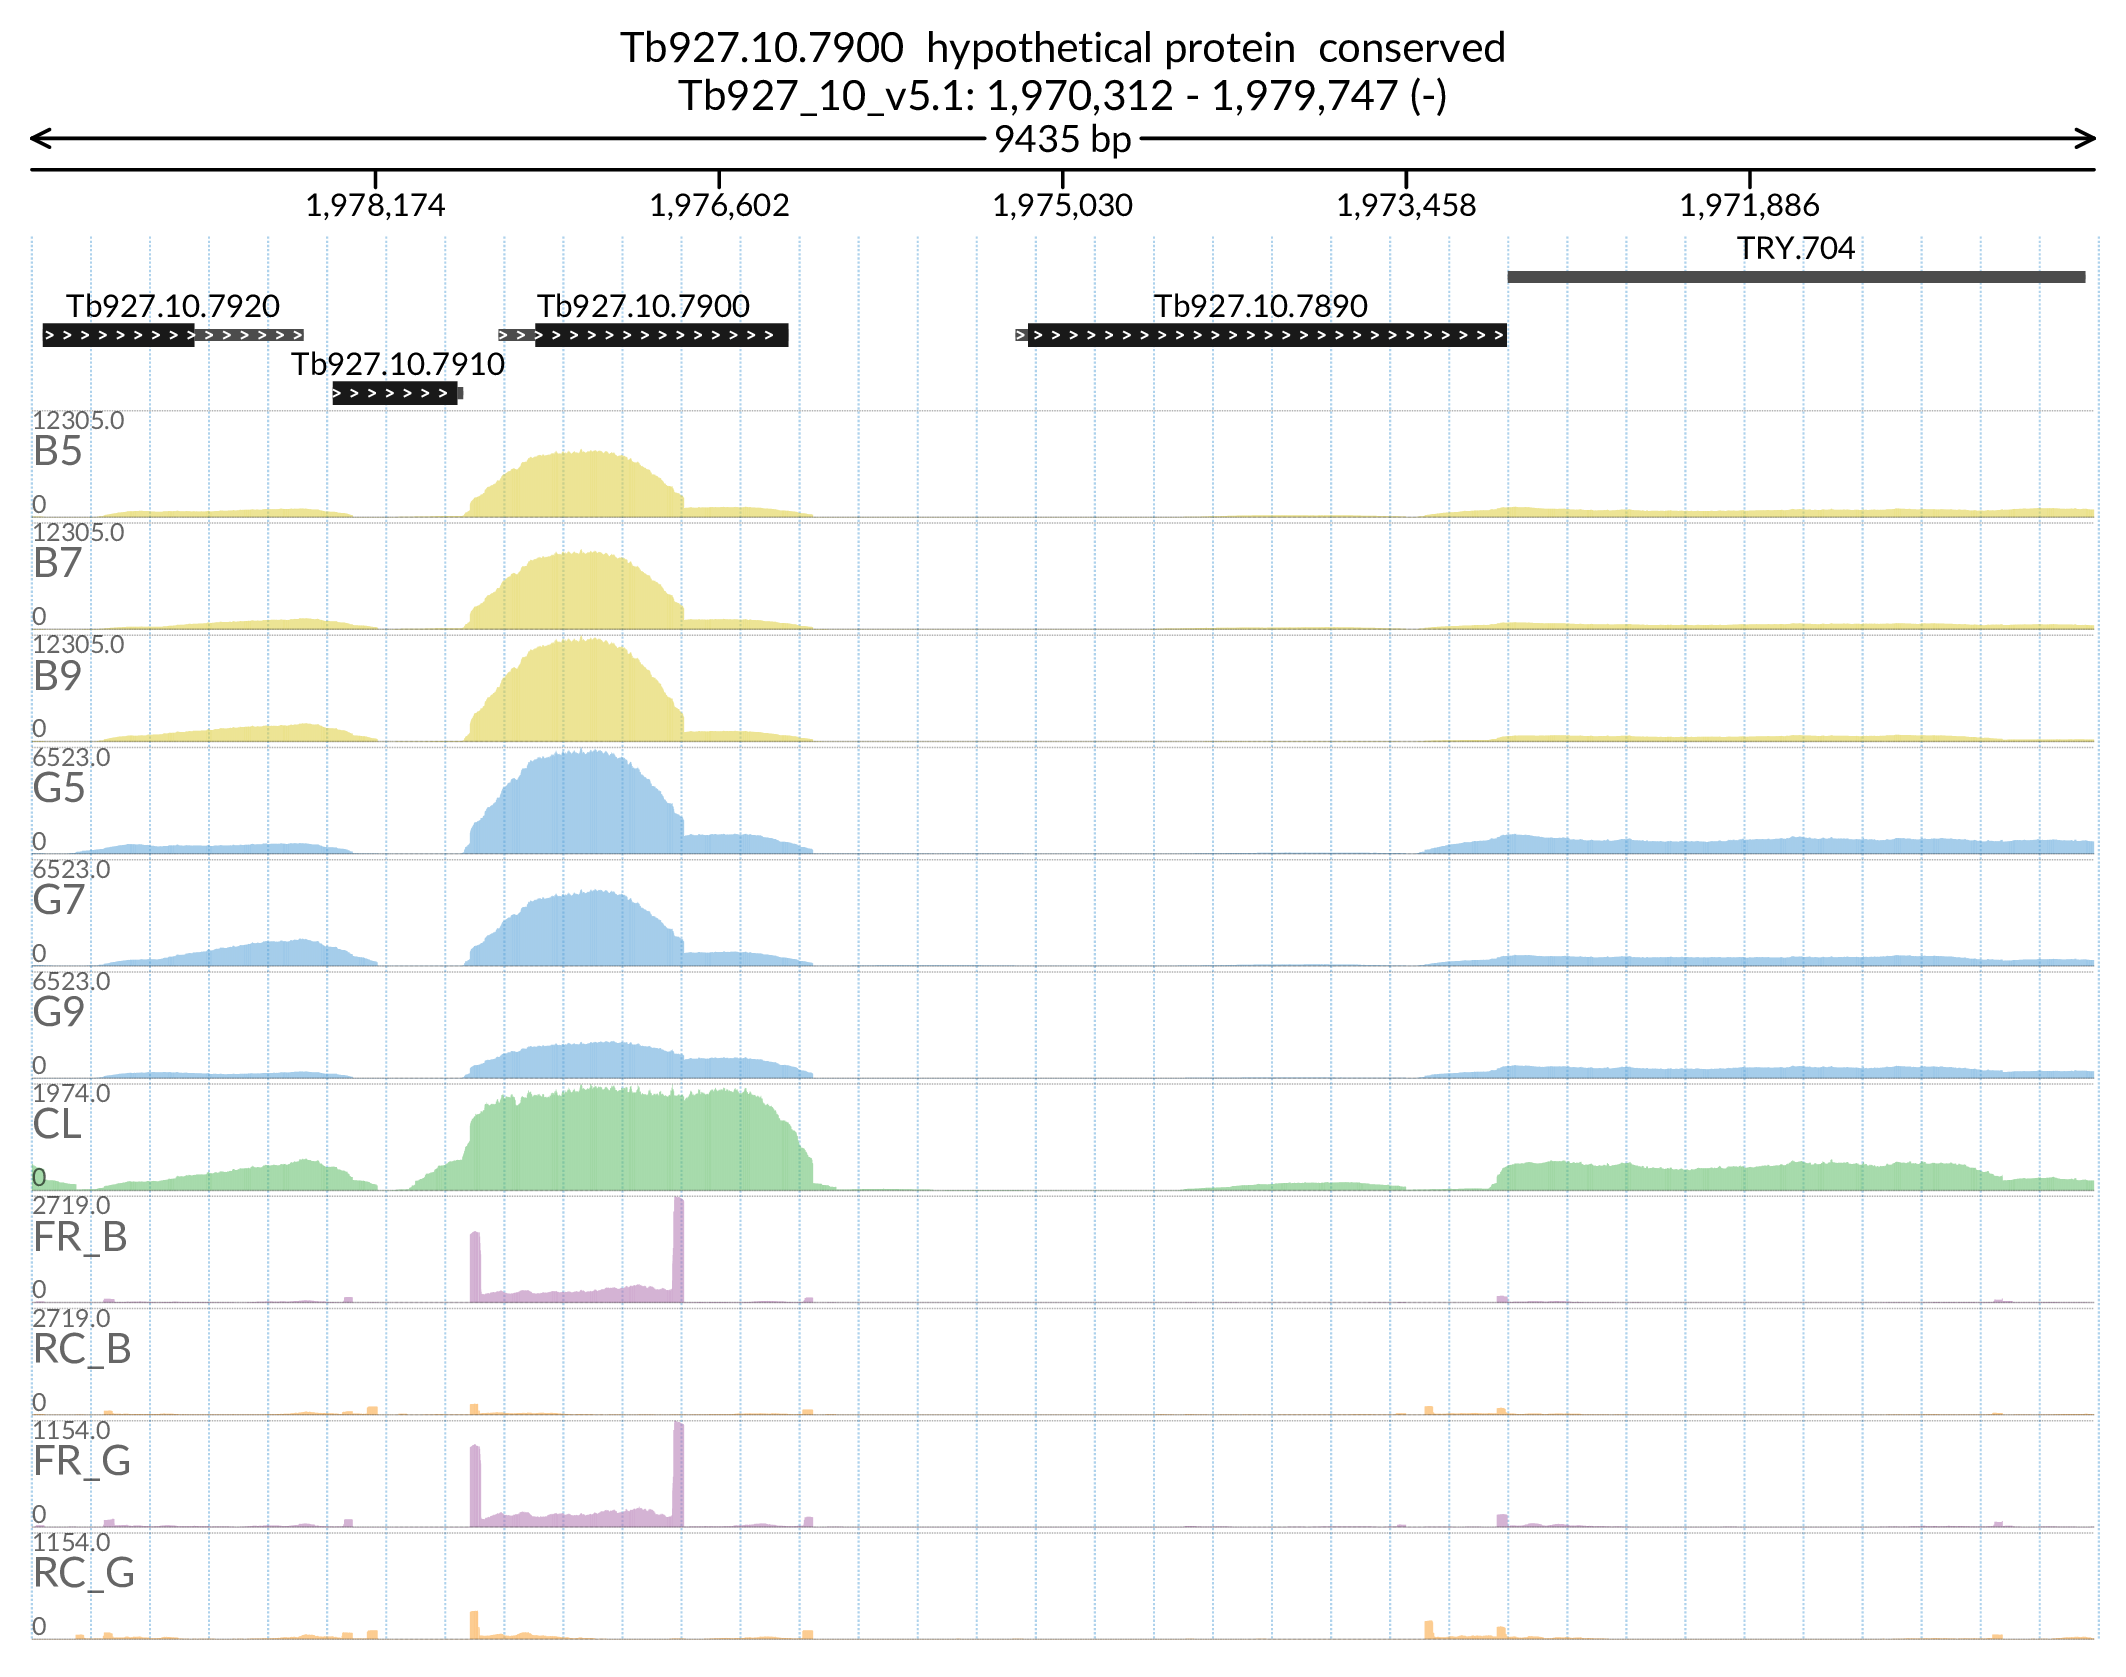 Tb927.10.7900 hypothetical protein conserved
Tb927_10_v5.1: 1,970,312 - 1,979,747 (-)
9435 bp
1,978,174 1,976,602 1,975,030 1,973,458 1,971,886
TRY.704
Tb927.10.7920 Tb927.10.7900 Tb927.10.7890
Tb927.10.7910
12305.0
B5
0
12305.0
B7
0
12305.0
B9
0
6523.0
G5
0
6523.0
G7
0
6523.0
G9
0
1974.0
CL
0
2719.0
FR_B
0
2719.0
RC_B
0
1154.0
FR_G
0
1154.0
RC_G
0